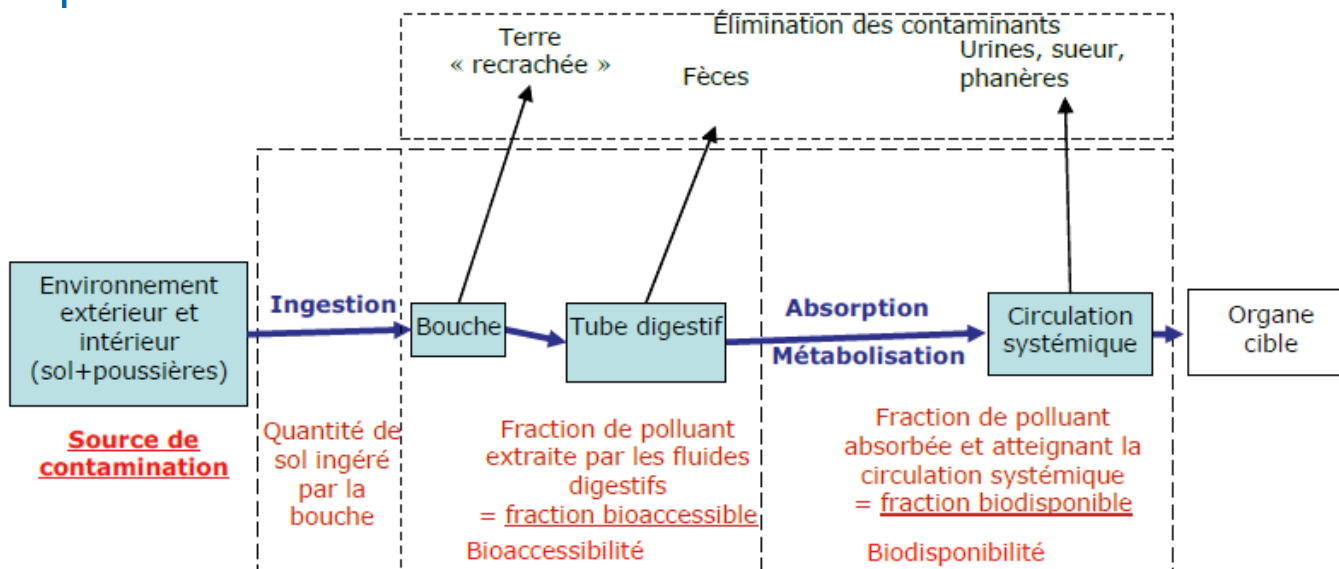 Élimination des contaminants
Terre
« recrachée »
Fèces
Urines, sueur,
phanères
Environnement
extérieur et
intérieur
(sol+poussières)
Ingestion
Bouche
Tube digestif
Absorption
Métabolisation
Circulation
systémique
Organe
cible
Source de
contamination
Quantité de
sol ingéré
par la
bouche
Fraction de polluant
extraite par les fluides
digestifs
= fraction bioaccessible
Bioaccessibilité
Fraction de polluant
absorbée et atteignant la
circulation systémique
= fraction biodisponible
Biodisponibilité